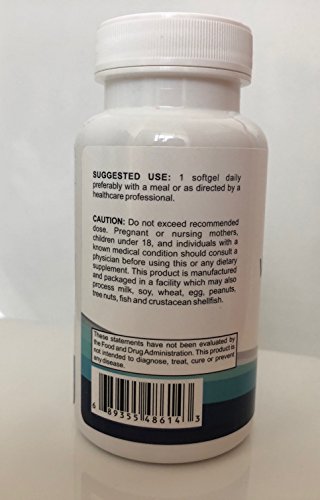 SUGGESTED USE: 1 softgel daily
preferably with a meal or as directed by a
healthcare professional.
CAUTION: Do not exceed recommended
dose. Pregnant or nursing mothers,
children under 18, and individuals with a
known medical condition should consult a
physician before using this or any dietary
supplement. This product is manufactured
and packaged in a facility which may also
process milk, soy, wheat, egg, peanuts,
tree nuts, fish and crustacean shellfish.
These statements have not been evaluated by
the Food and Drug Administration. This product is
not intended to diagnose, treat, cure or prevent
any disease.
6 89355 48614 3